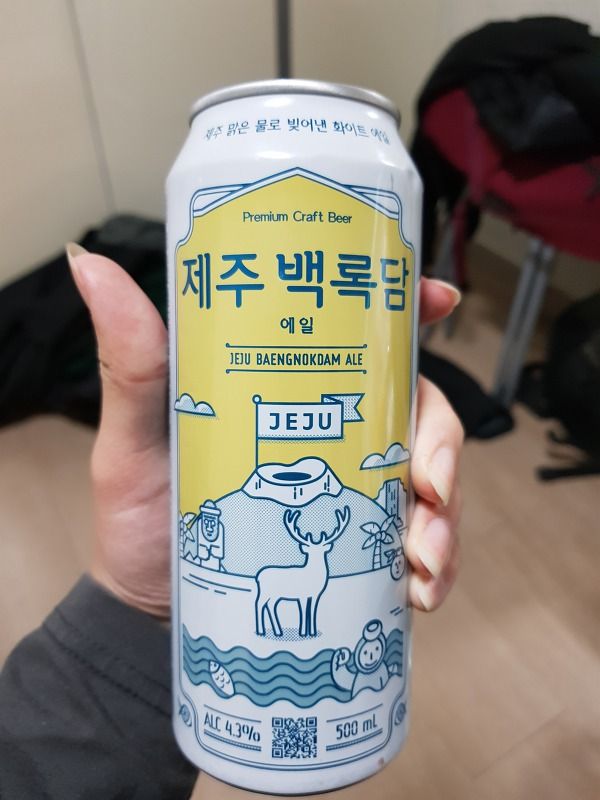 제주 맑은 물로 빚어낸 화이트 에일
Premium Craft Beer
제주 백록담
에일
JEJU BAENGNOKDAM ALE
JEJU
ALC 4.3% 500 mL